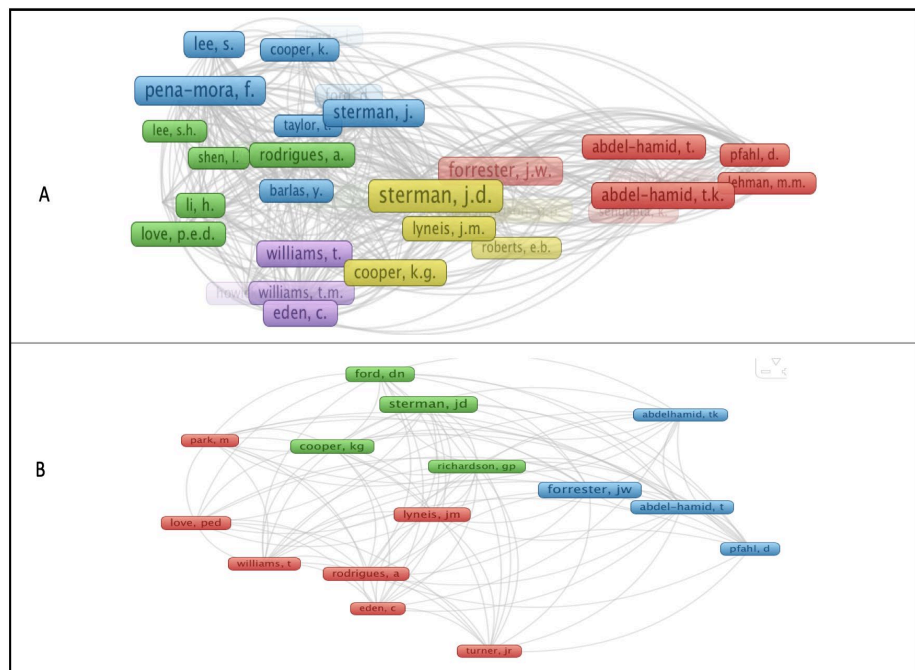 A
lee, s.
cooper, k.
pena-mora, f.
sterman, j.
taylor, t.
lee, s.h.
shen, l.
rodrigues, a.
abdel-hamid, t.
pfahl, d.
forrester, j.w.
lehman, m.m.
barlas, y.
sterman, j.d.
abdel-hamid, t.k.
li, h.
love, p.e.d.
lyneis, j.m.
roberts, e.b.
williams, t.
cooper, k.g.
williams, t.m.
eden, c.
B
ford, dn
sterman, jd
abdelhamid, tk
park, m
cooper, kg
richardson, gp
forrester, jw
abdel-hamid, t
lyneis, jm
love, ped
pfahl, d
williams, t
rodrigues, a
eden, c
turner, jr